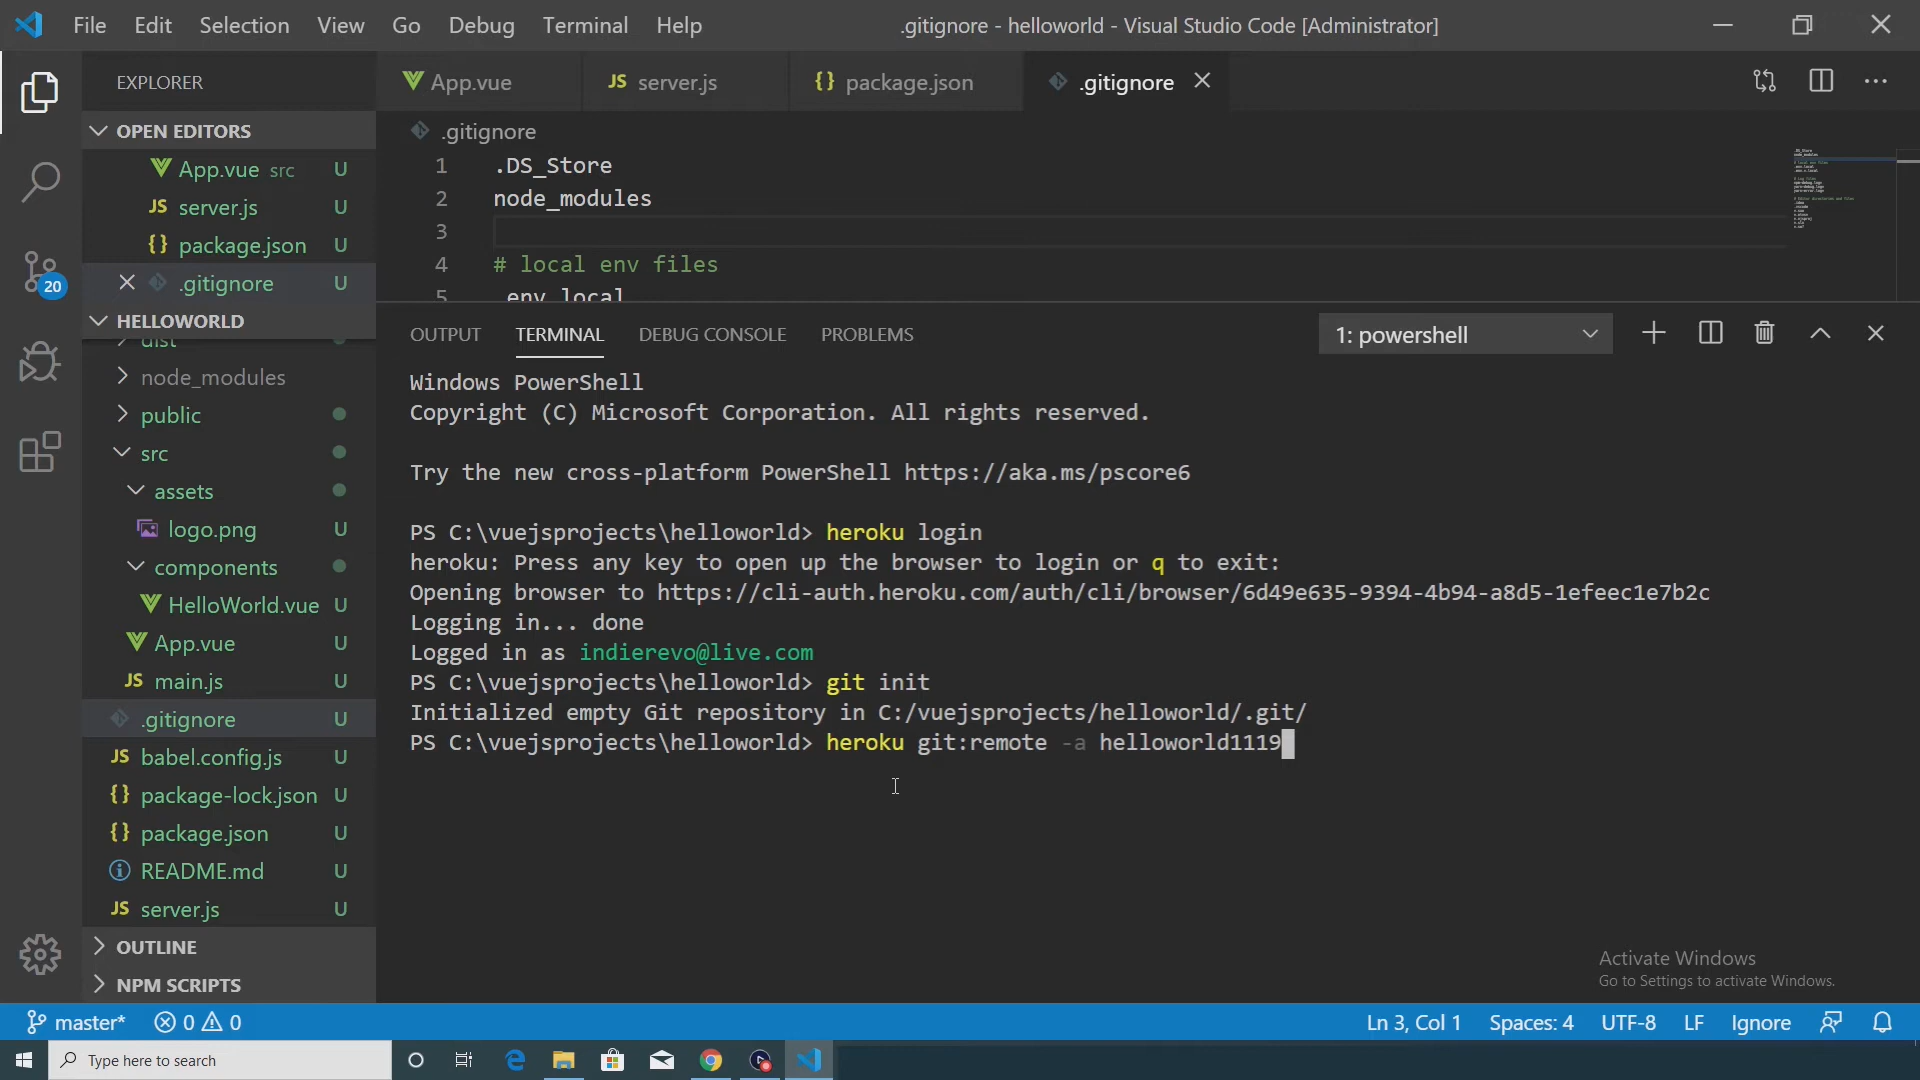 File Edit Selection View Go Debug Terminal Help
.gitignore - helloworld - Visual Studio Code [Administrator]
EXPLORER
App.vue
JS server.js
{} package.json
.gitignore
OPEN EDITORS
App.vue src U
JS server.js U
{} package.json U
.gitignore U
HELLOWORLD
dist
node_modules
public
src
assets
logo.png U
components
HelloWorld.vue U
App.vue U
JS main.js U
.gitignore U
JS babel.config.js U
{} package-lock.json U
{} package.json U
README.md U
JS server.js U
OUTLINE
NPM SCRIPTS
20
.gitignore
1 .DS_Store
2 node_modules
3
4 # local env files
5 .env.local
OUTPUT TERMINAL DEBUG CONSOLE PROBLEMS
1: powershell
Windows PowerShell
Copyright (C) Microsoft Corporation. All rights reserved.
Try the new cross-platform PowerShell https://aka.ms/pscore6
PS C:\vuejsprojects\helloworld> heroku login
heroku: Press any key to open up the browser to login or q to exit:
Opening browser to https://cli-auth.heroku.com/auth/cli/browser/6d49e635-9394-4b94-a8d5-1efeec1e7b2c
Logging in... done
Logged in as indierevo@live.com
PS C:\vuejsprojects\helloworld> git init
Initialized empty Git repository in C:/vuejsprojects/helloworld/.git/
PS C:\vuejsprojects\helloworld> heroku git:remote -a helloworld1119
Activate Windows
Go to Settings to activate Windows.
master* 0 0
Ln 3, Col 1 Spaces: 4 UTF-8 LF Ignore
Type here to search